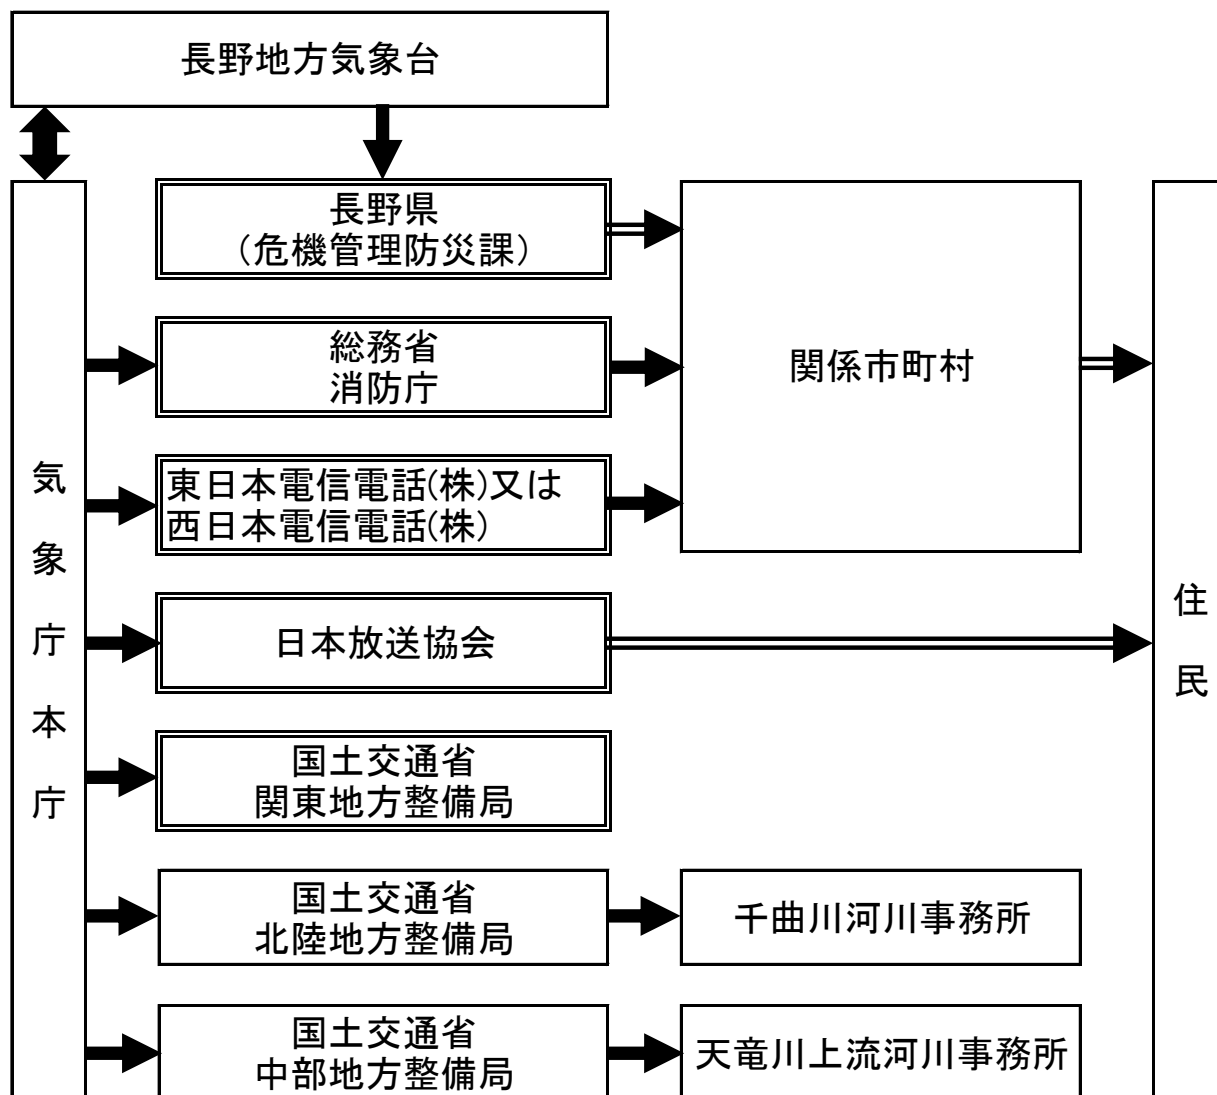 長野地方気象台
長野県
（危機管理防災課）
総務省
消防庁
関係市町村
東日本電信電話(株)又は
西日本電信電話(株)
気象庁本庁
日本放送協会
住民
国土交通省
関東地方整備局
国土交通省
北陸地方整備局
千曲川河川事務所
国土交通省
中部地方整備局
天竜川上流河川事務所